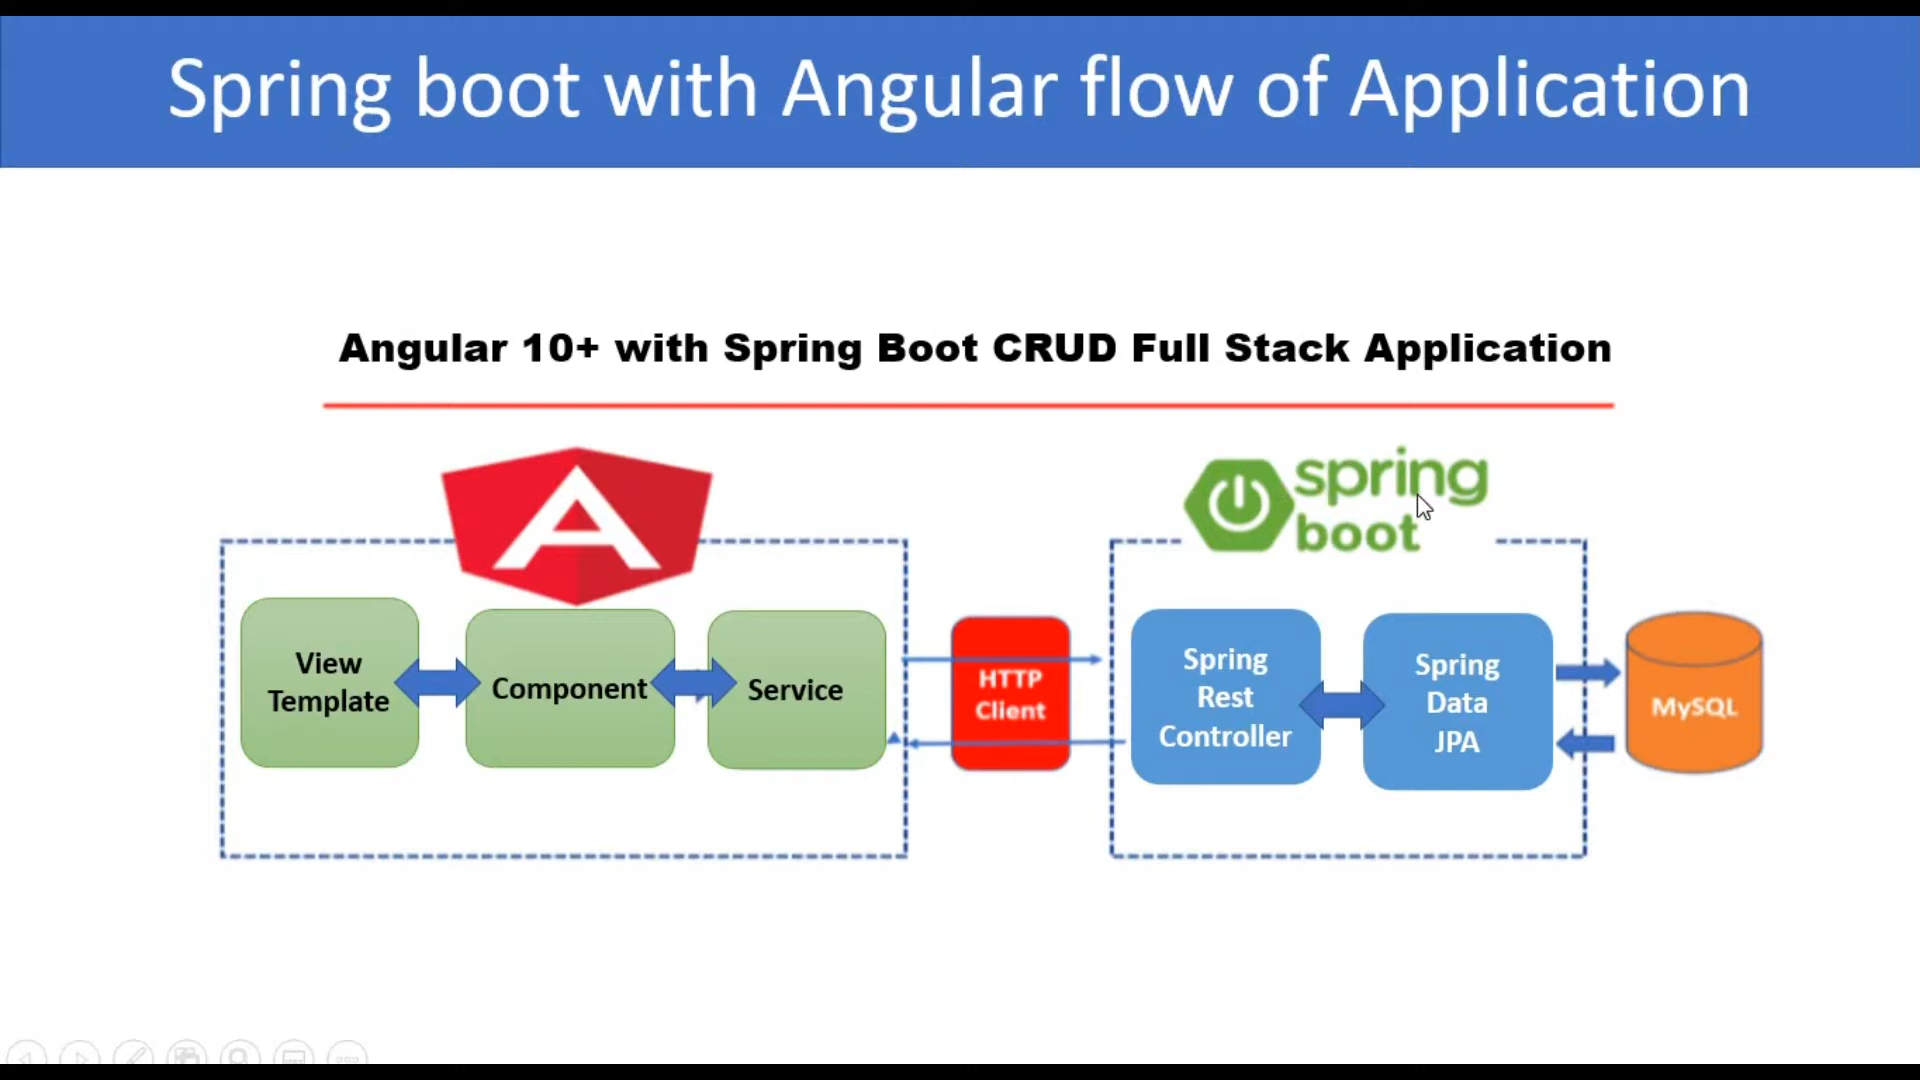 Spring boot with Angular flow of Application
Angular 10+ with Spring Boot CRUD Full Stack Application
A
spring
boot
View
Template
Component
Service
HTTP
Client
Spring
Rest
Controller
Spring
Data
JPA
MySQL